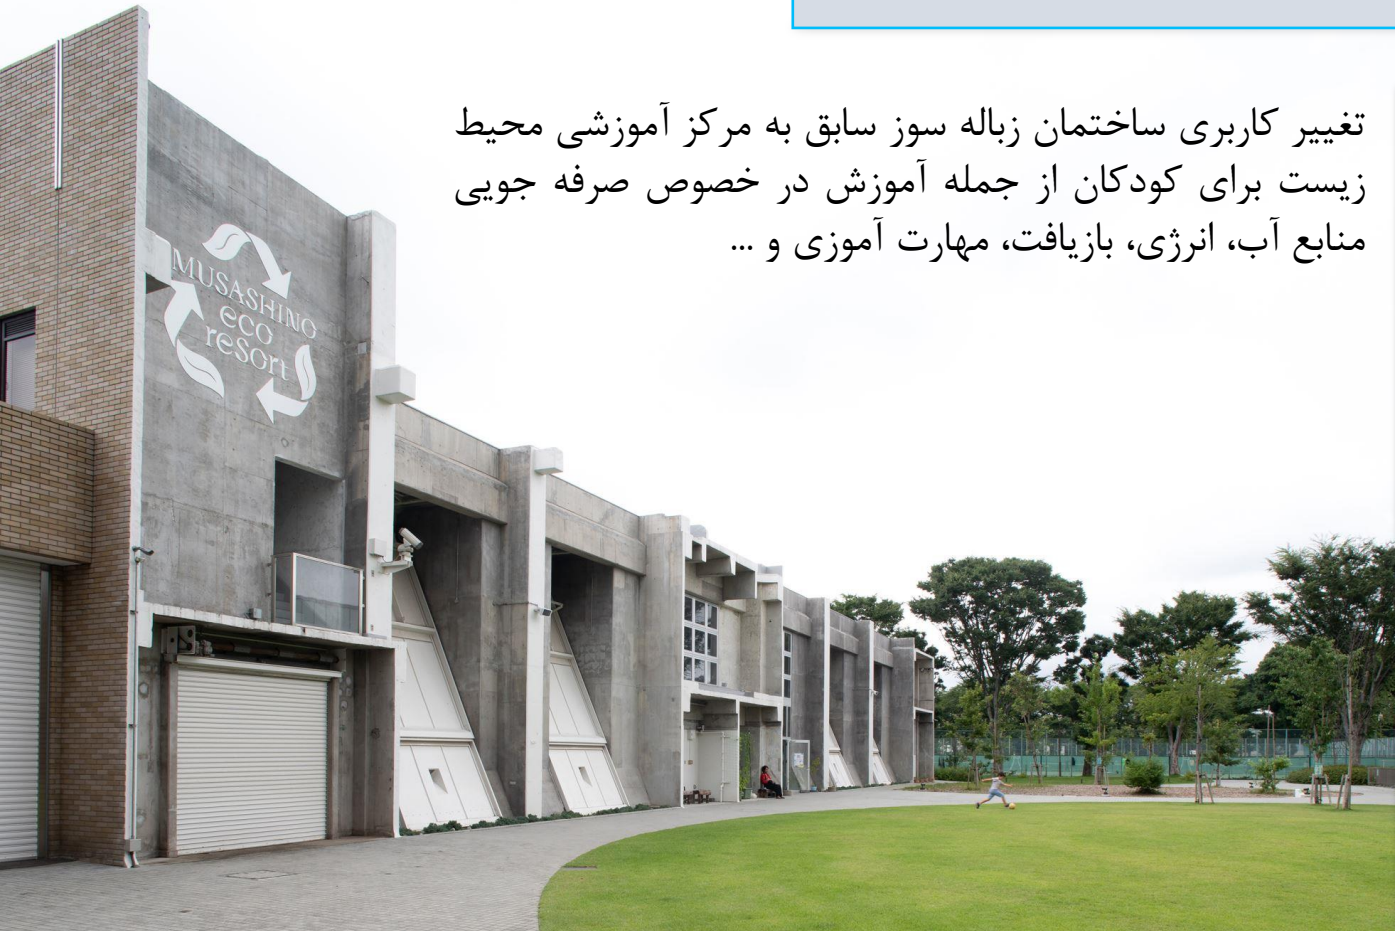 تغییر کاربری ساختمان زباله سوز سابق به مرکز آموزشی محیط
زیست برای کودکان از جمله آموزش در خصوص صرفه جویی
منابع آب، انرژی، بازیافت، مهارت آموزی و ...
MUSASHINO
eco
reSort